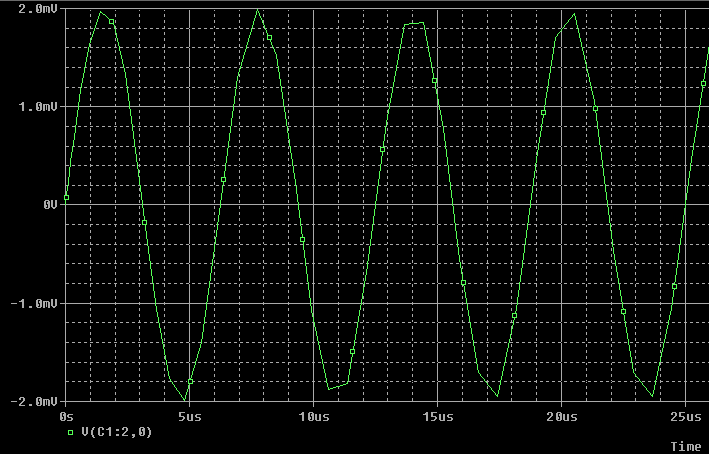 2.0mV
1.0mV
0V
-1.0mV
-2.0mV
0s 5us 10us 15us 20us 25us
V(C1:2,0)
Time